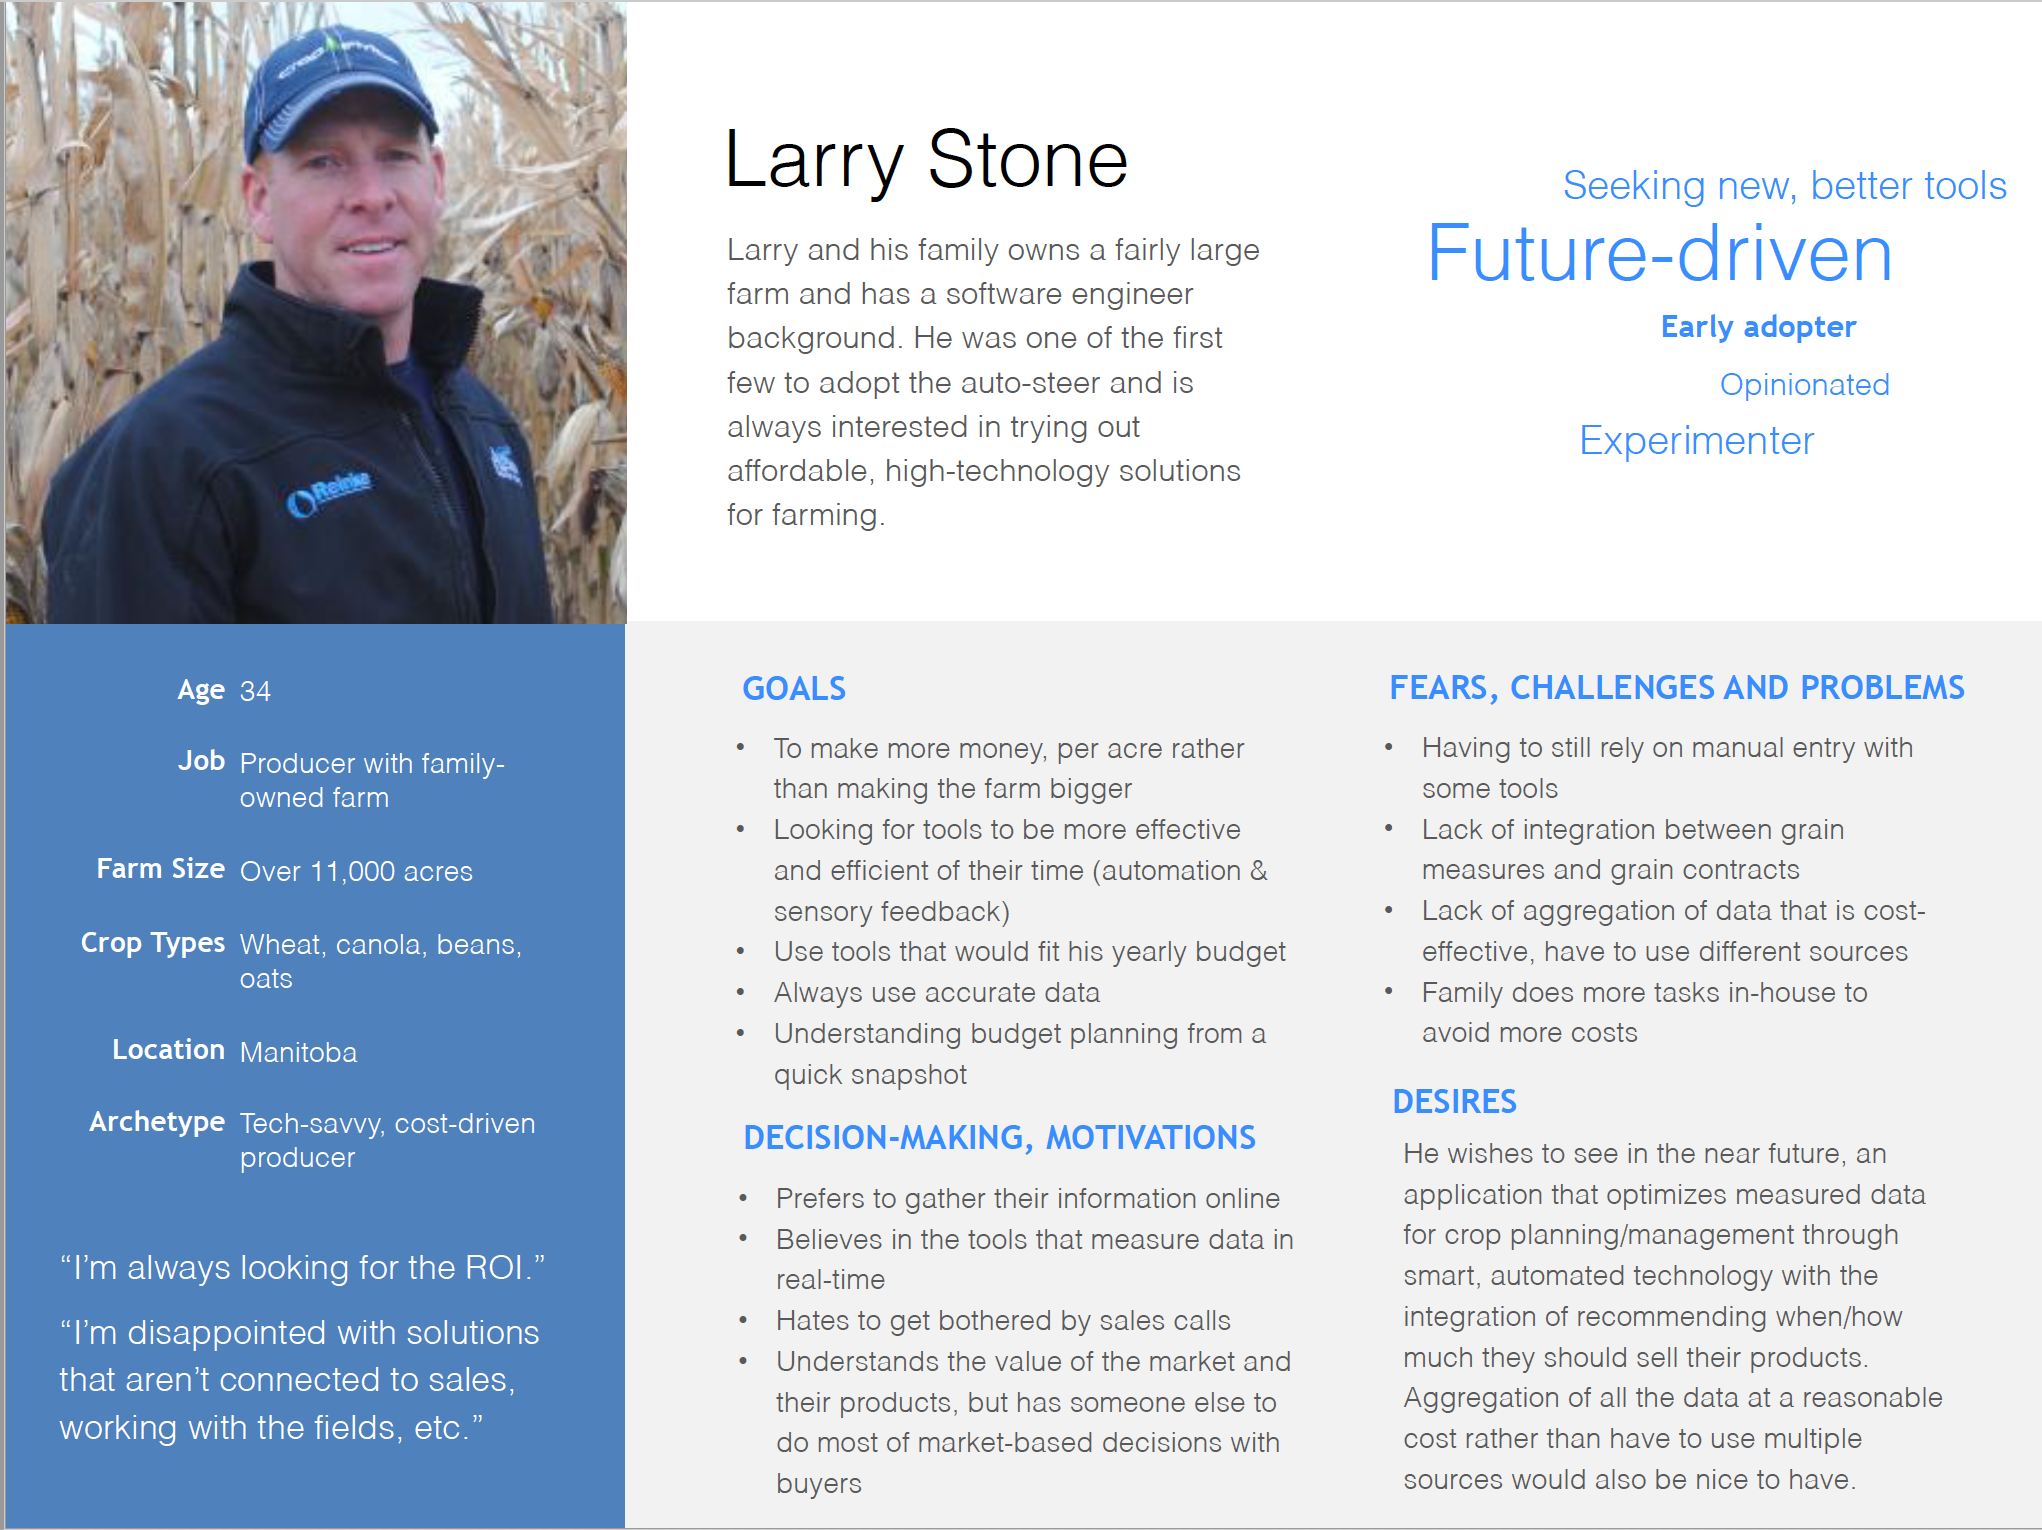 Reinke
Larry Stone
Larry and his family owns a fairly large
farm and has a software engineer
background. He was one of the first
few to adopt the auto-steer and is
always interested in trying out
affordable, high-technology solutions
for farming.
Seeking new, better tools
Future-driven
Early adopter
Opinionated
Experimenter
Age 34
Job Producer with family-
owned farm
Farm Size Over 11,000 acres
Crop Types Wheat, canola, beans,
oats
Location Manitoba
Archetype Tech-savvy, cost-driven
producer
“I’m always looking for the ROI.”
“I’m disappointed with solutions
that aren’t connected to sales,
working with the fields, etc.”
GOALS
• To make more money, per acre rather
than making the farm bigger
• Looking for tools to be more effective
and efficient of their time (automation &
sensory feedback)
• Use tools that would fit his yearly budget
• Always use accurate data
• Understanding budget planning from a
quick snapshot
DECISION-MAKING, MOTIVATIONS
• Prefers to gather their information online
• Believes in the tools that measure data in
real-time
• Hates to get bothered by sales calls
• Understands the value of the market and
their products, but has someone else to
do most of market-based decisions with
buyers
FEARS, CHALLENGES AND PROBLEMS
• Having to still rely on manual entry with
some tools
• Lack of integration between grain
measures and grain contracts
• Lack of aggregation of data that is cost-
effective, have to use different sources
• Family does more tasks in-house to
avoid more costs
DESIRES
He wishes to see in the near future, an
application that optimizes measured data
for crop planning/management through
smart, automated technology with the
integration of recommending when/how
much they should sell their products.
Aggregation of all the data at a reasonable
cost rather than have to use multiple
sources would also be nice to have.